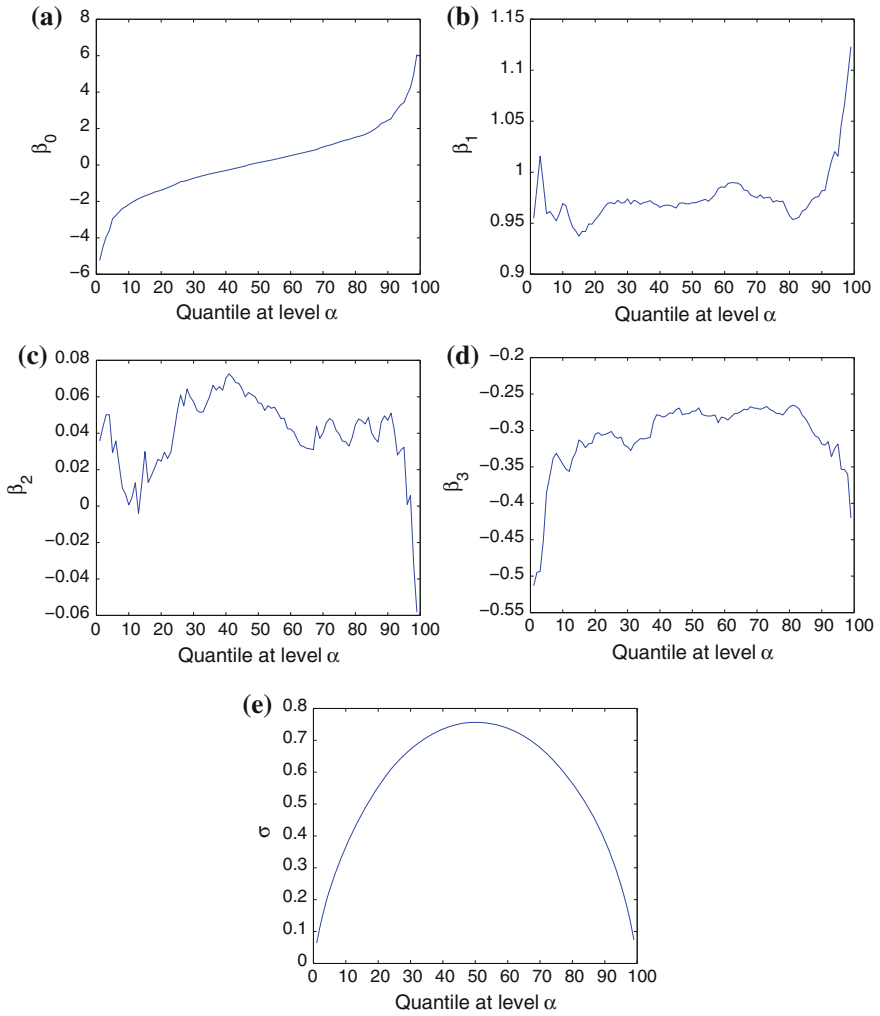 (a)
8
6
4
2
0
−2
−4
−6
β0
0 10 20 30 40 50 60 70 80 90 100
Quantile at level α
(b)
1.15
1.1
1.05
1
0.95
0.9
β1
0 10 20 30 40 50 60 70 80 90 100
Quantile at level α
(c)
0.08
0.06
0.04
0.02
0
−0.02
−0.04
−0.06
β2
0 10 20 30 40 50 60 70 80 90 100
Quantile at level α
(d)
−0.2
−0.25
−0.3
−0.35
−0.4
−0.45
−0.5
−0.55
β3
0 10 20 30 40 50 60 70 80 90 100
Quantile at level α
(e)
0.8
0.7
0.6
0.5
0.4
0.3
0.2
0.1
0
σ
0 10 20 30 40 50 60 70 80 90 100
Quantile at level α